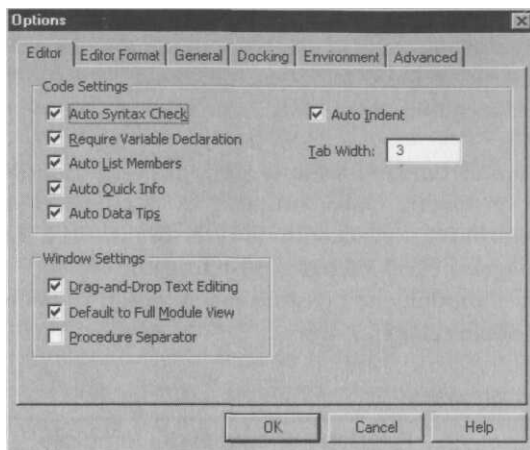 Options
Editor Editor Format General Docking Environment Advanced
Code Settings
Auto Syntax Check
Require Variable Declaration
Auto List Members
Auto Quick Info
Auto Data Tips
Auto Indent
Tab Width: 3
Window Settings
Drag-and-Drop Text Editing
Default to Full Module View
Procedure Separator
OK Cancel Help